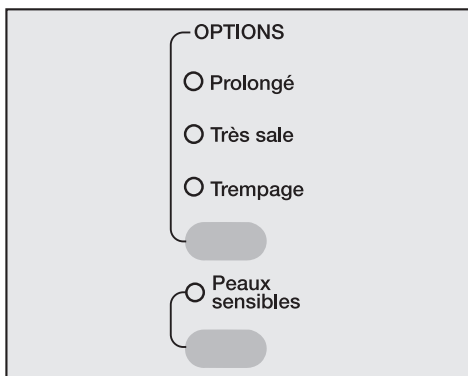 OPTIONS
Prolongé
Très sale
Trempage
Peaux
sensibles